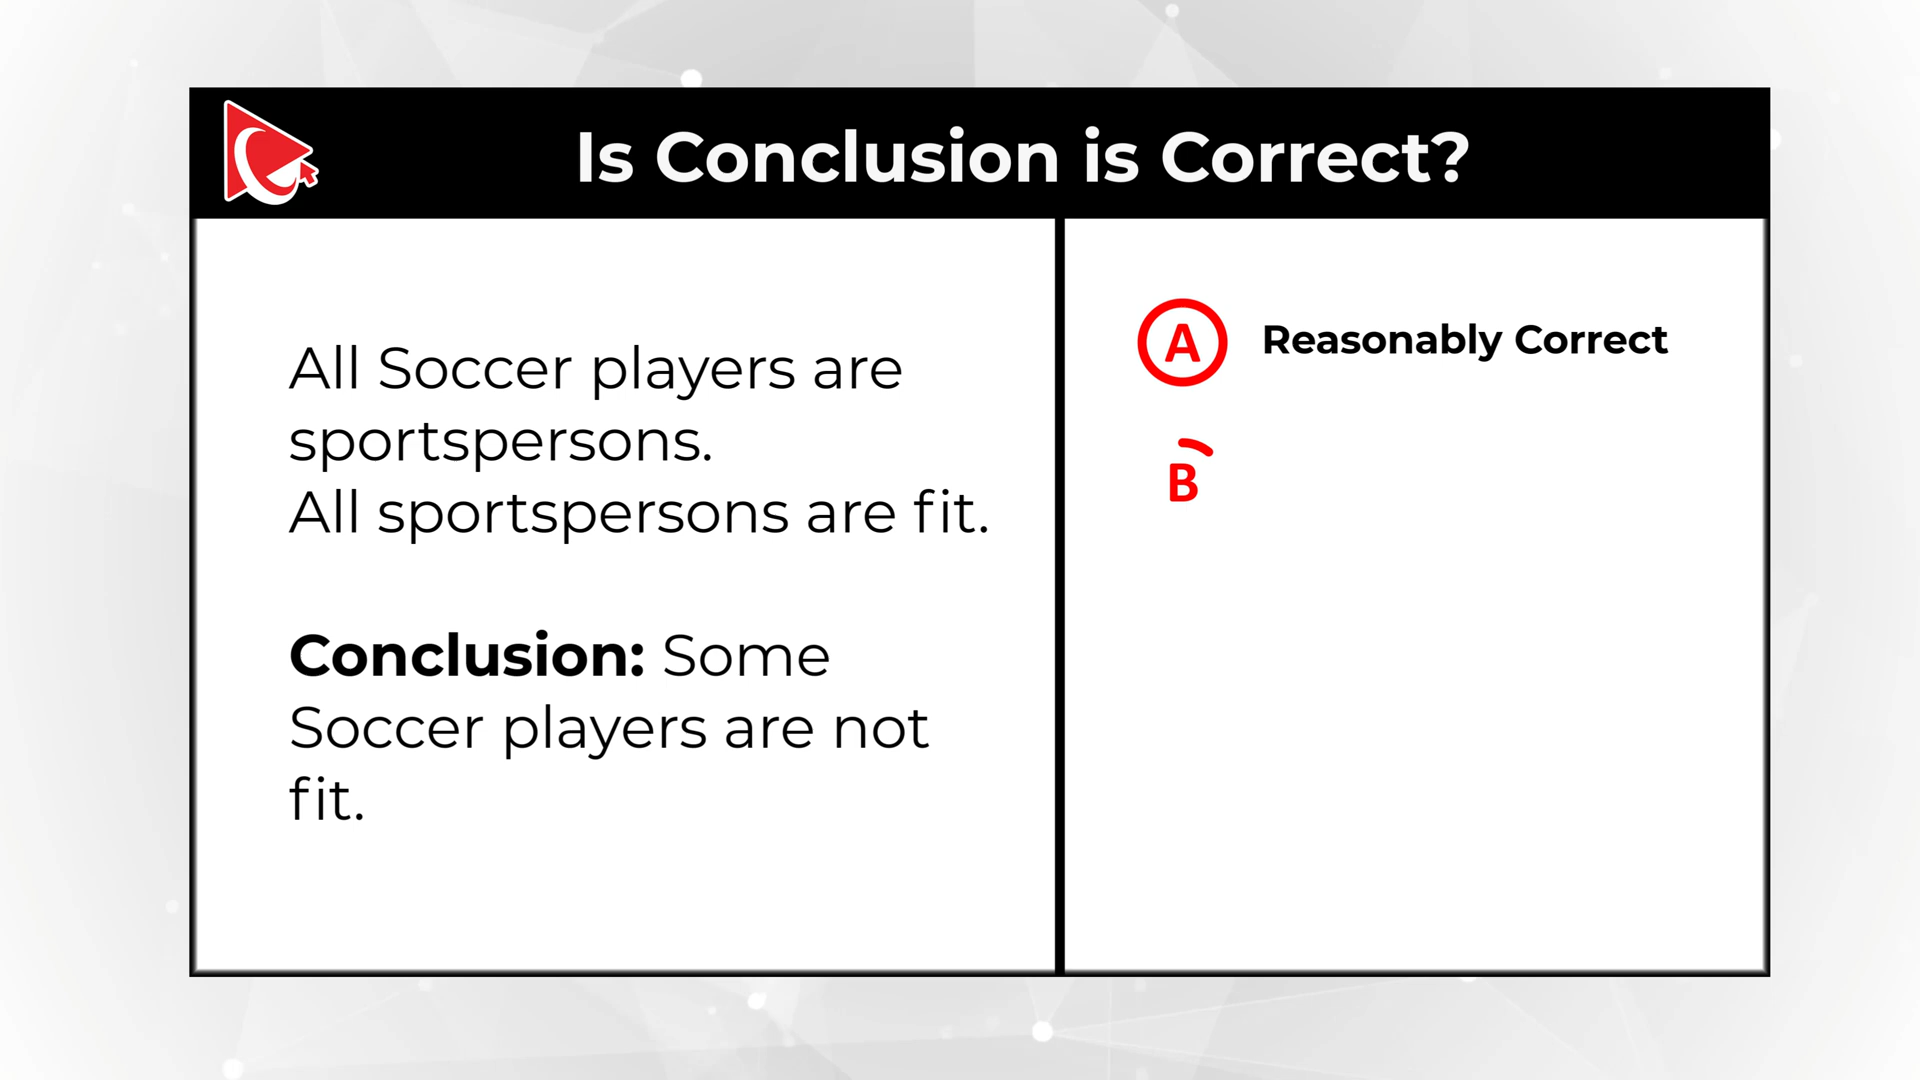 Is Conclusion is Correct?
All Soccer players are
sportspersons.
All sportspersons are fit.
Conclusion: Some
Soccer players are not
fit.
A Reasonably Correct
B